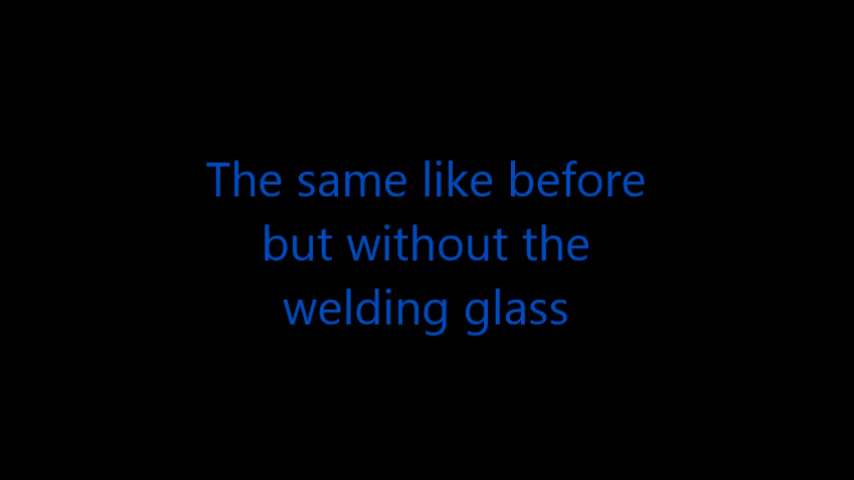 The same like before
but without the
welding glass